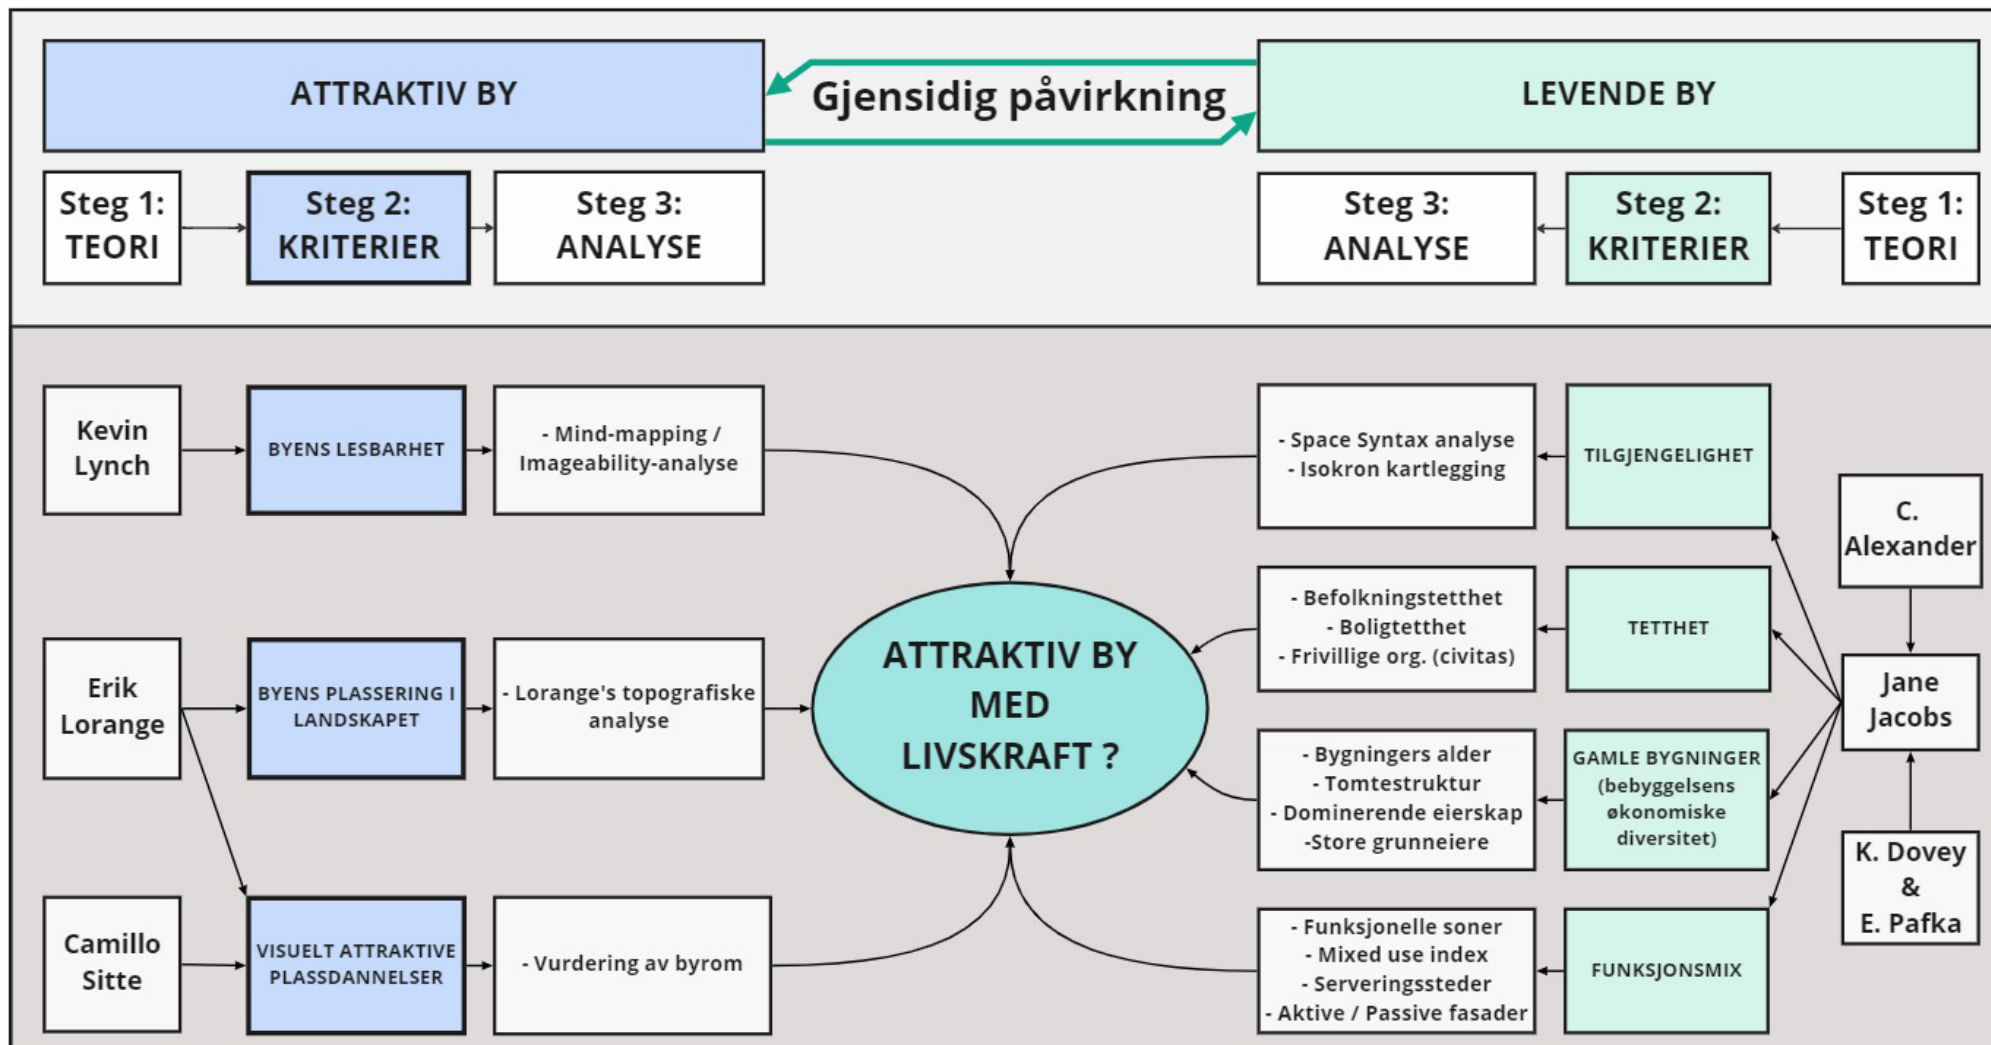 ATTRAKTIV BY
Gjensidig påvirkning
LEVENDE BY
Steg 1:
TEORI
Steg 2:
KRITERIER
Steg 3:
ANALYSE
Steg 3:
ANALYSE
Steg 2:
KRITERIER
Steg 1:
TEORI
Kevin
Lynch
BYENS LESBARHET
- Mind-mapping /
Imageability-analyse
Erik
Lorange
BYENS PLASSERING I
LANDSKAPET
- Lorange's topografiske
analyse
Camillo
Sitte
VISUELT ATTRAKTIVE
PLASSDANNELSER
- Vurdering av byrom
ATTRAKTIV BY
MED
LIVSKRAFT ?
- Space Syntax analyse
- Isokron kartlegging
TILGJENGELIGHET
- Befolkningstetthet
- Boligtetthet
- Frivillige org. (civitas)
TETTHET
- Bygningers alder
- Tomtestruktur
- Dominerende eierskap
-Store grunneiere
GAMLE BYGNINGER
(bebyggelsens
økonomiske
diversitet)
- Funksjonelle soner
- Mixed use index
- Serveringssteder
- Aktive / Passive fasader
FUNKSJONSMIX
C.
Alexander
Jane
Jacobs
K. Dovey
&
E. Pafka